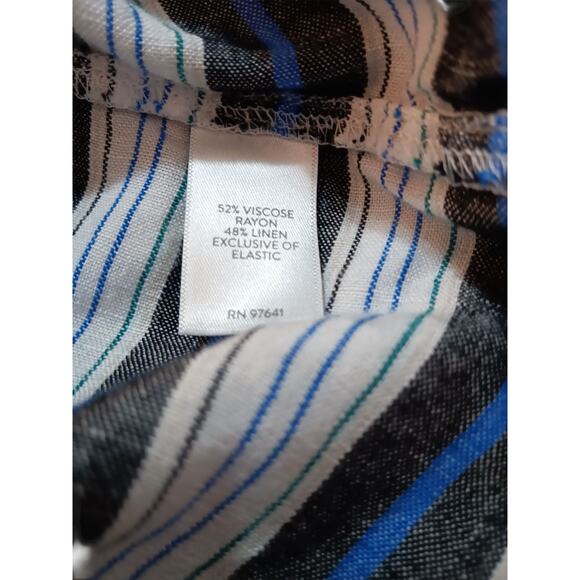 52% VISCOSE
RAYON
48% LINEN
EXCLUSIVE OF
ELASTIC
RN 97641